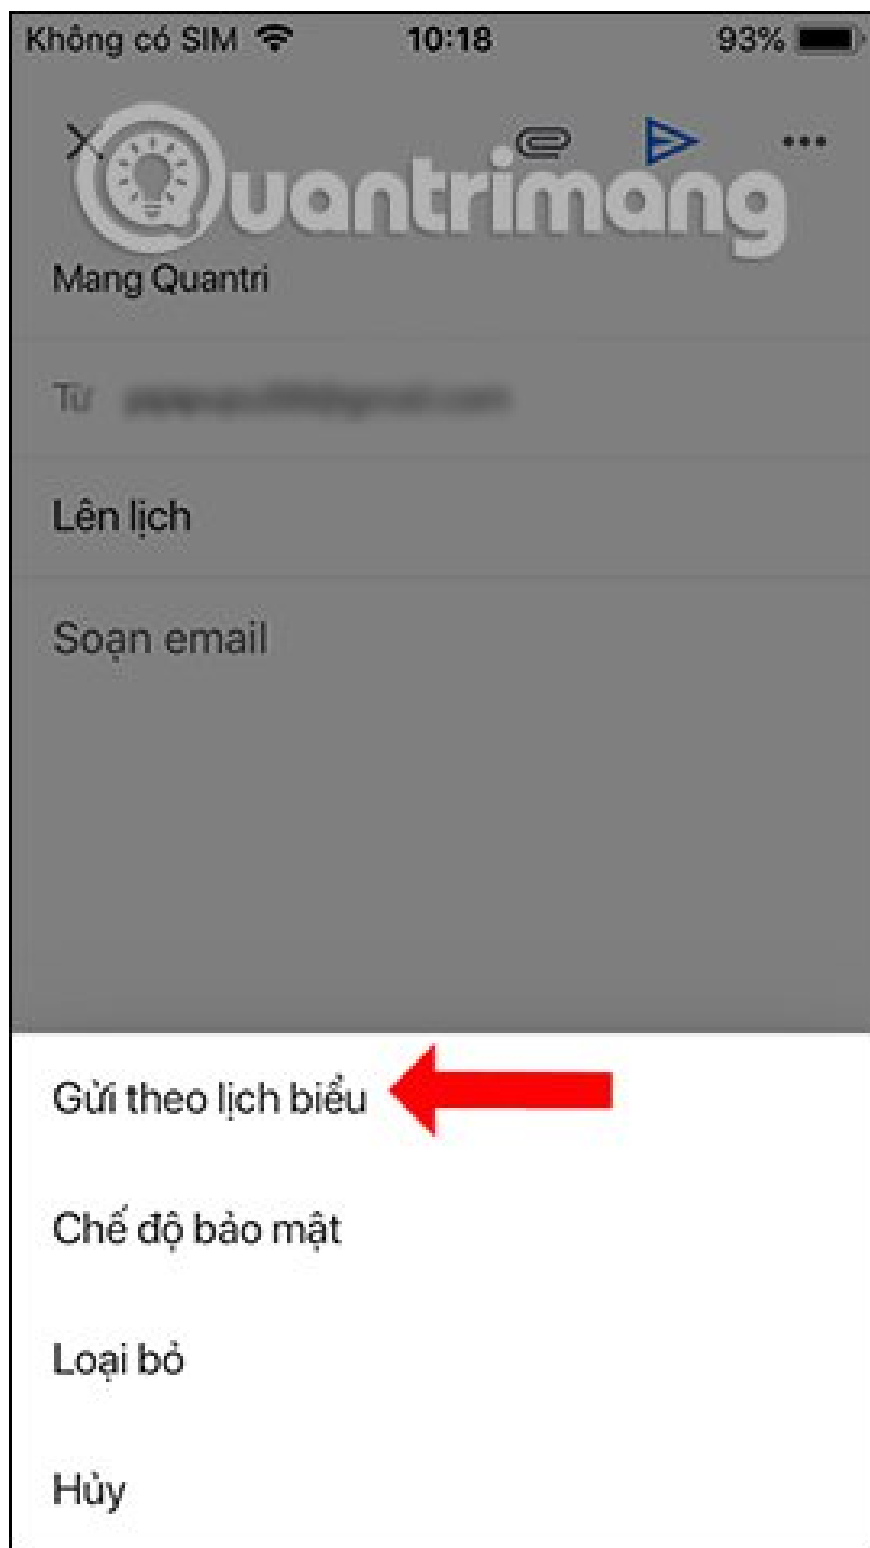 Không có SIM 10:18 93%
Quantrimang
Mang Quantri
Từ
Lên lịch
Soạn email
Gửi theo lịch biểu
Chế độ bảo mật
Loại bỏ
Hủy